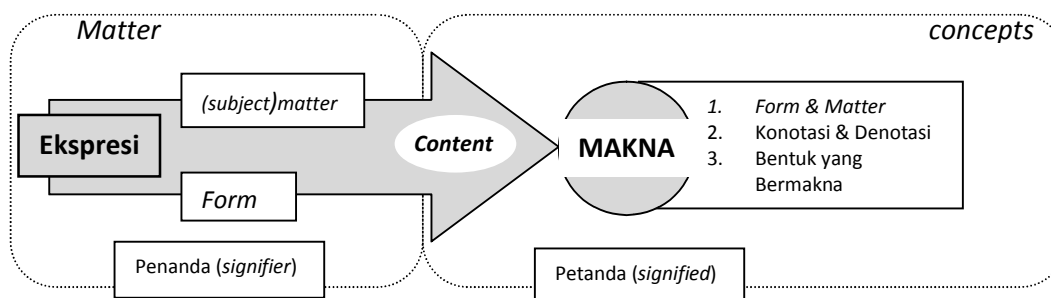 Matter
concepts
(subject)matter
Ekspresi
Content
MAKNA
1. Form & Matter
2. Konotasi & Denotasi
3. Bentuk yang
Bermakna
Form
Penanda (signifier)
Petanda (signified)